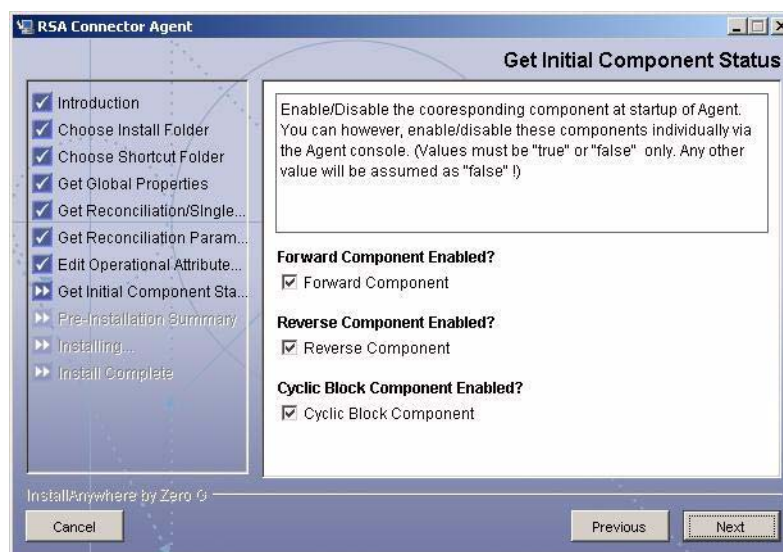 RSA Connector Agent
Get Initial Component Status
Introduction
Choose Install Folder
Choose Shortcut Folder
Get Global Properties
Get Reconciliation/SIngle...
Get Reconciliation Param...
Edit Operational Attribute...
Get Initial Component Sta...
Pre-Installation Summary
Installing...
Install Complete
Enable/Disable the cooresponding component at startup of Agent.
You can however, enable/disable these components individually via
the Agent console. (Values must be "true" or "false" only. Any other
value will be assumed as "false" !)
Forward Component Enabled?
Forward Component
Reverse Component Enabled?
Reverse Component
Cyclic Block Component Enabled?
Cyclic Block Component
InstallAnywhere by Zero G
Cancel
Previous
Next